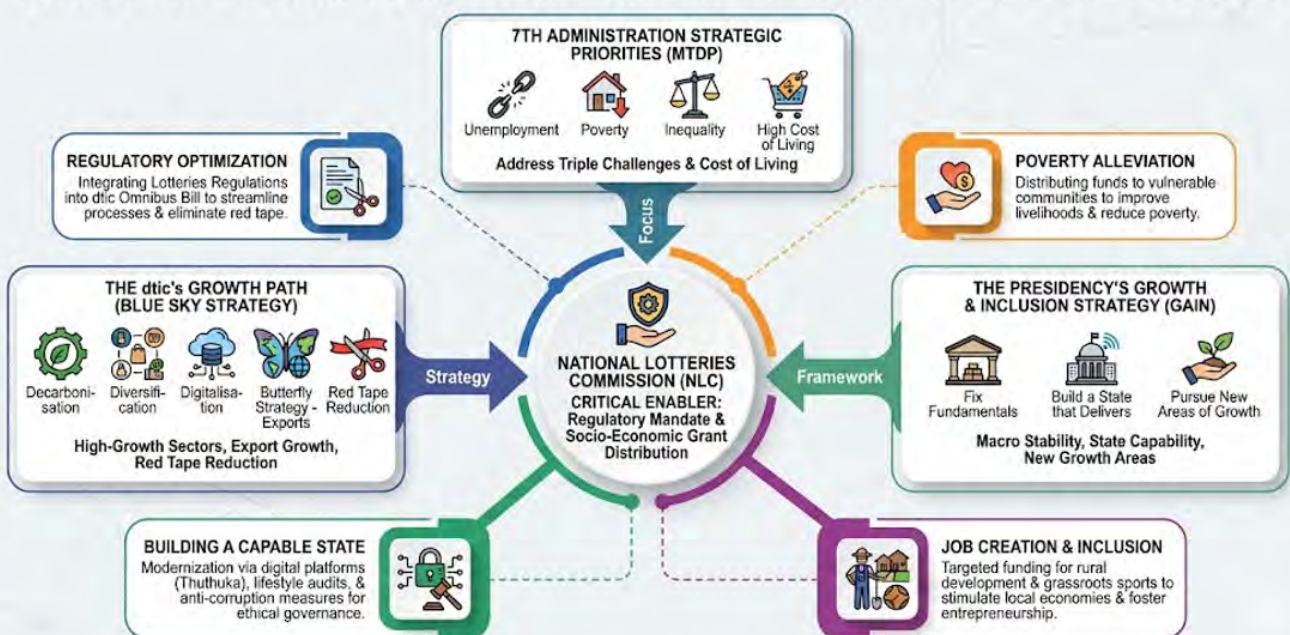 7TH ADMINISTRATION STRATEGIC
PRIORITIES (MTDP)
Unemployment
Poverty
Inequality
High Cost
of Living
Address Triple Challenges & Cost of Living
Focus
REGULATORY OPTIMIZATION
Integrating Lotteries Regulations
into dtic Omnibus Bill to streamline
processes & eliminate red tape.
POVERTY ALLEVIATION
Distributing funds to vulnerable
communities to improve
livelihoods & reduce poverty.
THE dtic's GROWTH PATH
(BLUE SKY STRATEGY)
Decarboni-
sation
Diversifi-
cation
Digitalisa-
tion
Butterfly
Strategy -
Exports
Red Tape
Reduction
High-Growth Sectors, Export Growth,
Red Tape Reduction
Strategy
NATIONAL LOTTERIES
COMMISSION (NLC)
CRITICAL ENABLER:
Regulatory Mandate &
Socio-Economic Grant
Distribution
Framework
THE PRESIDENCY'S GROWTH
& INCLUSION STRATEGY (GAIN)
Fix
Fundamentals
Build a State
that Delivers
Pursue New
Areas of Growth
Macro Stability, State Capability,
New Growth Areas
BUILDING A CAPABLE STATE
Modernization via digital platforms
(Thuthuka), lifestyle audits, &
anti-corruption measures for
ethical governance.
JOB CREATION & INCLUSION
Targeted funding for rural
development & grassroots sports to
stimulate local economies & foster
entrepreneurship.